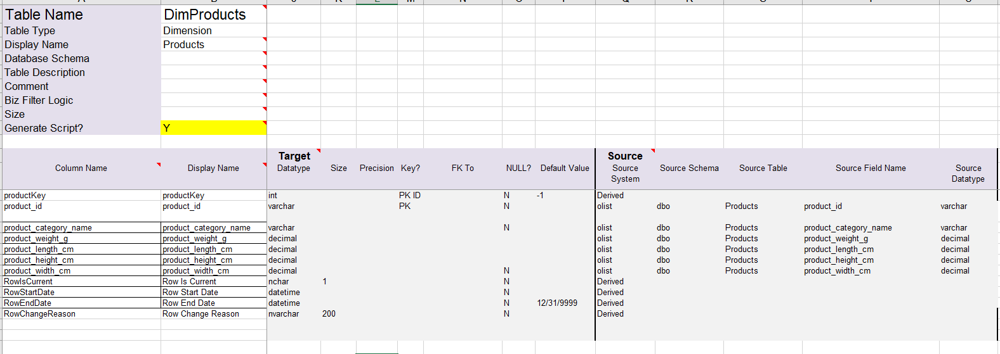 Table Name DimProducts
Table Type Dimension
Display Name Products
Database Schema
Table Description
Comment
Biz Filter Logic
Size
Generate Script? Y
Target Source
Column Name Display Name Datatype Size Precision Key? FK To NULL? Default Value Source System Source Schema Source Table Source Field Name Source Datatype
productKey productKey int PK ID N -1 Derived
product_id product_id varchar PK N olist dbo Products product_id varchar
product_category_name product_category_name varchar N olist dbo Products product_category_name varchar
product_weight_g product_weight_g decimal olist dbo Products product_weight_g decimal
product_length_cm product_length_cm decimal olist dbo Products product_length_cm decimal
product_height_cm product_height_cm decimal olist dbo Products product_height_cm decimal
product_width_cm product_width_cm decimal N olist dbo Products product_width_cm decimal
RowIsCurrent Row Is Current nchar 1 N Derived
RowStartDate Row Start Date datetime N Derived
RowEndDate Row End Date datetime N 12/31/9999 Derived
RowChangeReason Row Change Reason nvarchar 200 N Derived